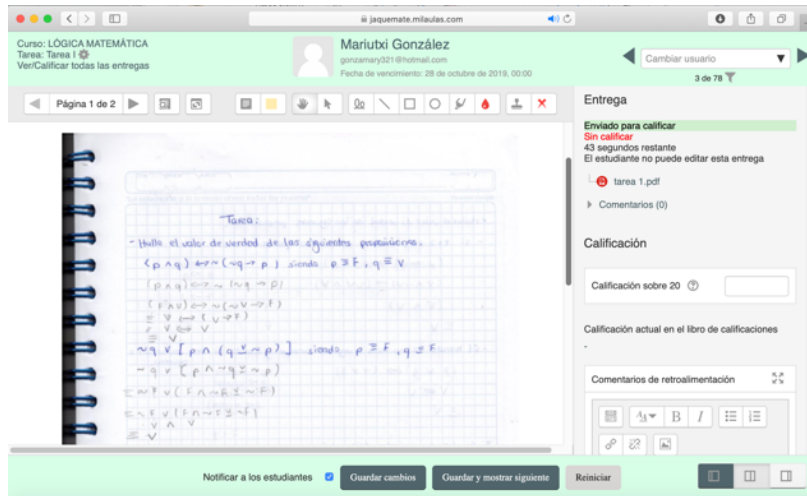 jaquemate.milaulas.com
Curso: LÓGICA MATEMÁTICA
Tarea: Tarea I
Ver/Calificar todas las entregas
Mariutxi González
gonzamary321@hotmail.com
Fecha de vencimiento: 28 de octubre de 2019, 00:00
Cambiar usuario
3 de 78
Página 1 de 2
Tarea:
- Halle el valor de verdad de las siguientes proposiciones.
(p ∧ q) ↔ ~(~q → p) siendo p ≡ F, q ≡ V
(p ∧ q) ↔ ~ (~q → p)
(F ∧ V) ↔ ~(~V → F)
≡ V ↔ (V → F)
V ↔ V
≡ V
~q ∨ [p ∧ (q ⊻ ~p)] siendo p ≡ F, q ≡ F
~q ∨ [p ∧ ~q ⊻ ~p)
≡ ~F ∨ (F ∧ ~F ⊻ ~F)
≡ ~F ∨ (F ∧ ~F ⊻ ~F)
V ∧ V
≡ V
Entrega
Enviado para calificar
Sin calificar
43 segundos restante
El estudiante no puede editar esta entrega
tarea 1.pdf
Comentarios (0)
Calificación
Calificación sobre 20
Calificación actual en el libro de calificaciones
-
Comentarios de retroalimentación
Notificar a los estudiantes
Guardar cambios
Guardar y mostrar siguiente
Reiniciar